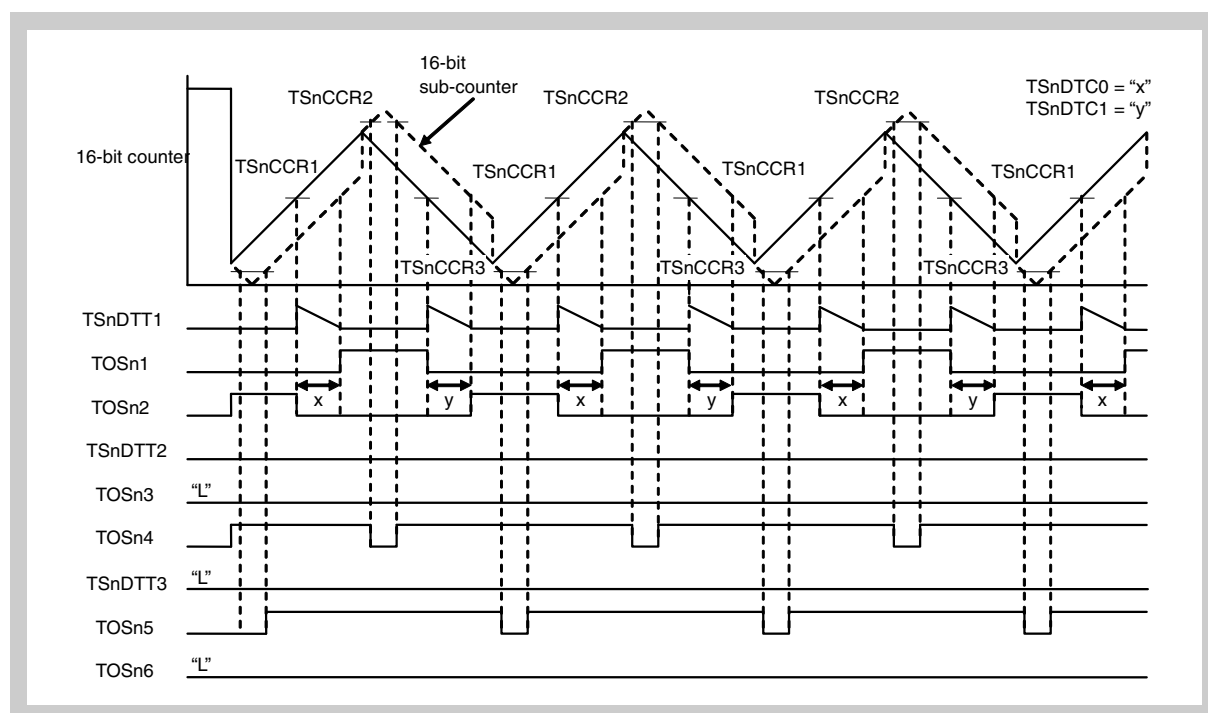 16-bit
sub-counter
TSnCCR2
TSnCCR2
TSnCCR2
TSnDTC0 = “x”
TSnDTC1 = “y”
16-bit counter
TSnCCR1
TSnCCR1
TSnCCR1
TSnCCR1
TSnCCR3
TSnCCR3
TSnCCR3
TSnDTT1
TOSn1
x
y
x
y
x
y
x
TOSn2
TSnDTT2
TOSn3
“L”
TOSn4
TSnDTT3
“L”
TOSn5
TOSn6
“L”